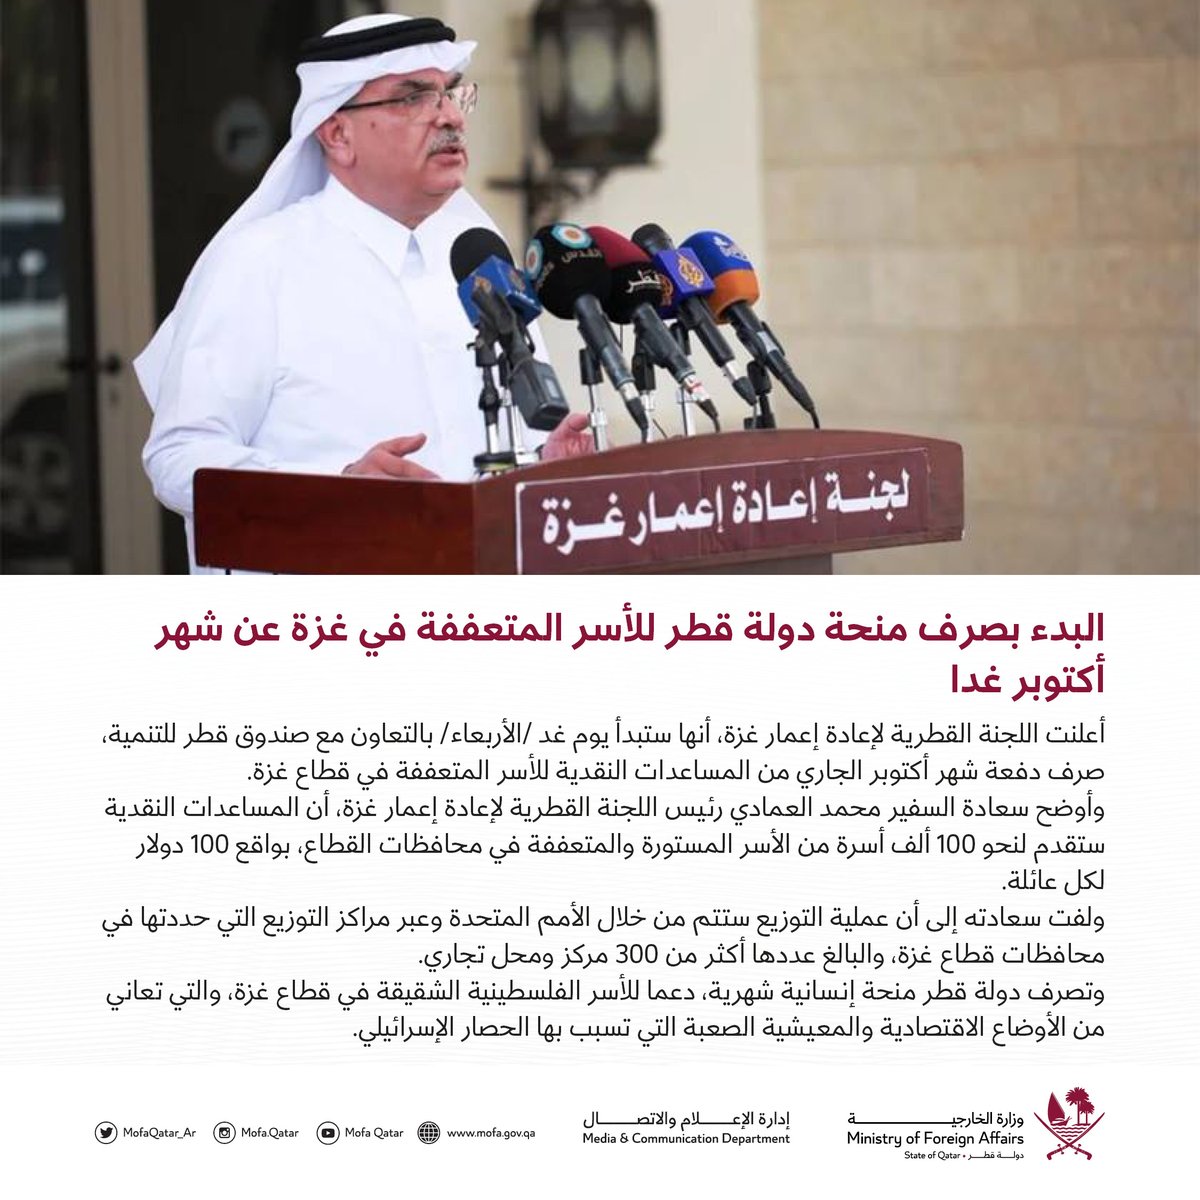 القدس
قطر
لجنة إعادة إعمار غزة
البدء بصرف منحة دولة قطر للأسر المتعففة في غزة عن شهر
أكتوبر غدا
أعلنت اللجنة القطرية لإعادة إعمار غزة، أنها ستبدأ يوم غد /الأربعاء/ بالتعاون مع صندوق قطر للتنمية،
صرف دفعة شهر أكتوبر الجاري من المساعدات النقدية للأسر المتعففة في قطاع غزة.
وأوضح سعادة السفير محمد العمادي رئيس اللجنة القطرية لإعادة إعمار غزة، أن المساعدات النقدية
ستقدم لنحو 100 ألف أسرة من الأسر المستورة والمتعففة في محافظات القطاع، بواقع 100 دولار
لكل عائلة.
ولفت سعادته إلى أن عملية التوزيع ستتم من خلال الأمم المتحدة وعبر مراكز التوزيع التي حددتها في
محافظات قطاع غزة، والبالغ عددها أكثر من 300 مركز ومحل تجاري.
وتصرف دولة قطر منحة إنسانية شهرية، دعما للأسر الفلسطينية الشقيقة في قطاع غزة، والتي تعاني
من الأوضاع الاقتصادية والمعيشية الصعبة التي تسبب بها الحصار الإسرائيلي.
MofaQatar_Ar Mofa.Qatar Mofa Qatar www.mofa.gov.qa
إدارة الإعلام والاتصال
Media & Communication Department
وزارة الخارجية
Ministry of Foreign Affairs
State of Qatar • دولة قطر